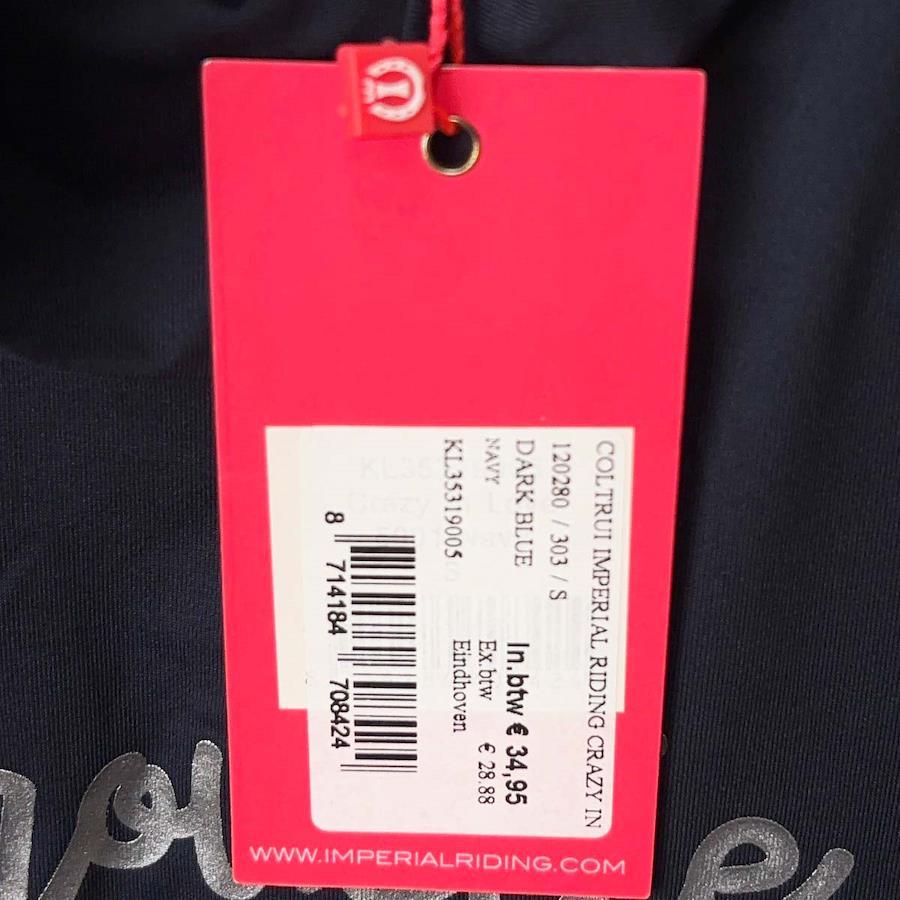 COLTRUI IMPERIAL RIDING CRAZY IN
120280 / 303 / S
DARK BLUE
NAVY
KL35319005
In.btw € 34,95
Ex.btw € 28.88
Eindhoven
8 714184 708424
WWW.IMPERIALRIDING.COM